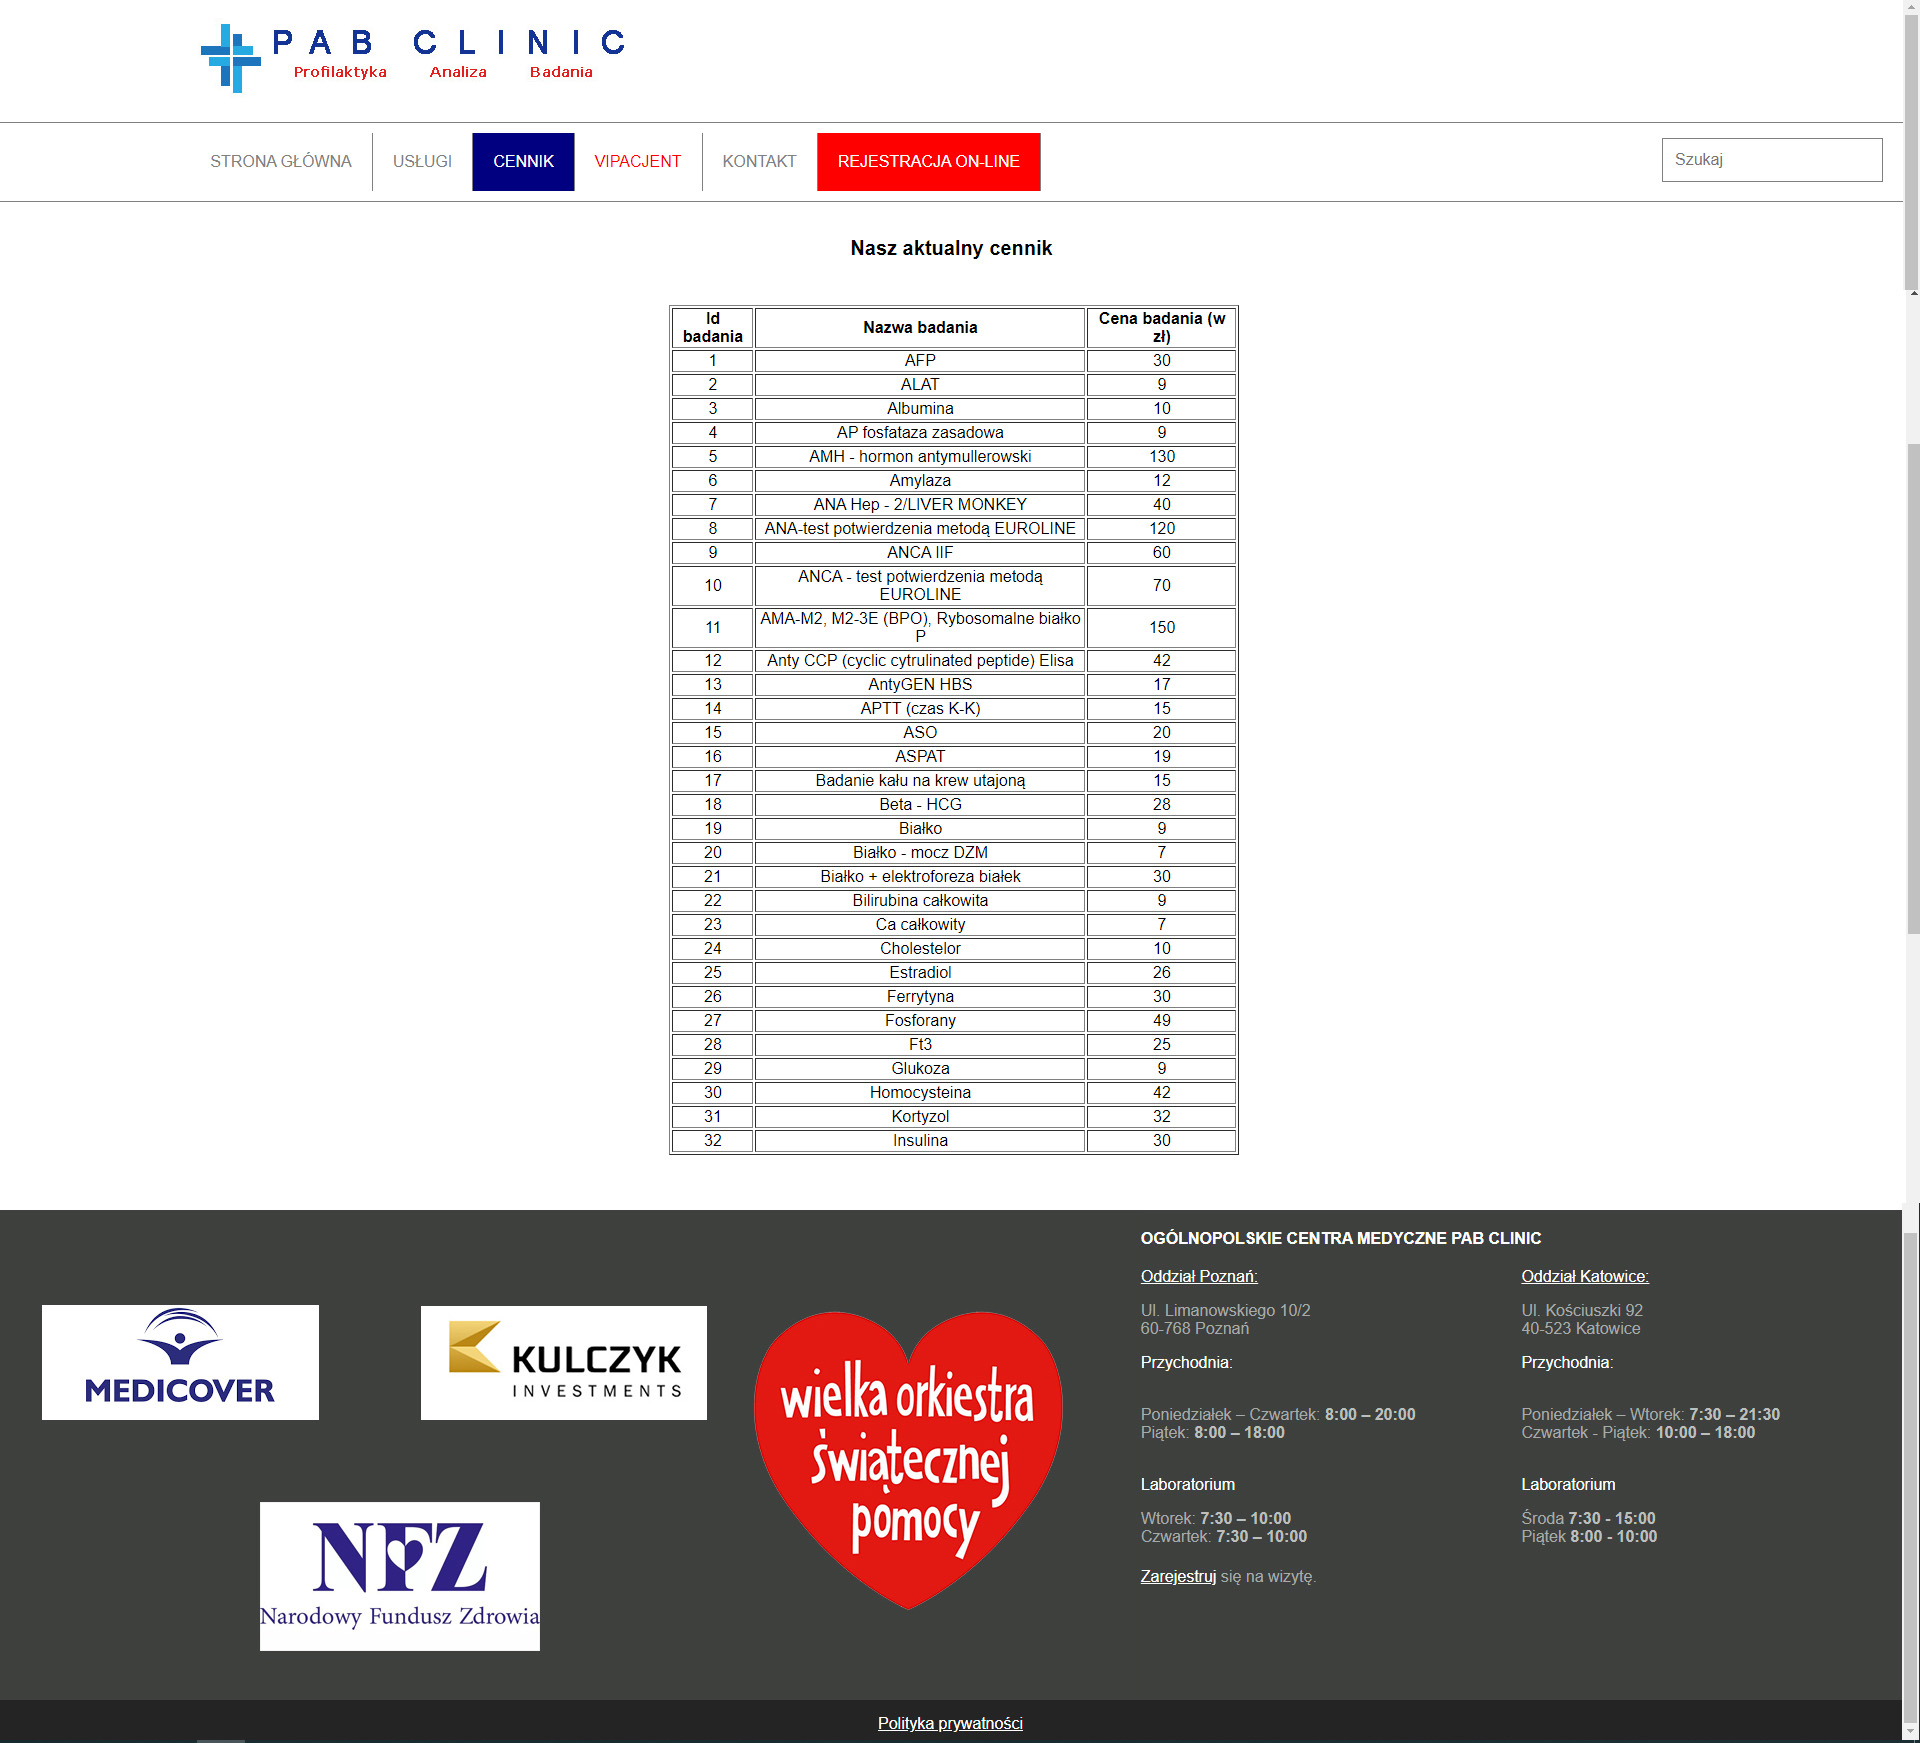 PAB CLINIC
Profilaktyka Analiza Badania
STRONA GŁÓWNA USŁUGI CENNIK VIPACJENT KONTAKT REJESTRACJA ON-LINE Szukaj
Nasz aktualny cennik
Id badania Nazwa badania Cena badania (w zł)
1 AFP 30
2 ALAT 9
3 Albumina 10
4 AP fosfataza zasadowa 9
5 AMH - hormon antymullerowski 130
6 Amylaza 12
7 ANA Hep - 2/LIVER MONKEY 40
8 ANA-test potwierdzenia metodą EUROLINE 120
9 ANCA IIF 60
10 ANCA - test potwierdzenia metodą EUROLINE 70
11 AMA-M2, M2-3E (BPO), Rybosomalne białko P 150
12 Anty CCP (cyclic cytrulinated peptide) Elisa 42
13 AntyGEN HBS 17
14 APTT (czas K-K) 15
15 ASO 20
16 ASPAT 19
17 Badanie kału na krew utajoną 15
18 Beta - HCG 28
19 Białko 9
20 Białko - mocz DZM 7
21 Białko + elektroforeza białek 30
22 Bilirubina całkowita 9
23 Ca całkowity 7
24 Cholestelor 10
25 Estradiol 26
26 Ferrytyna 30
27 Fosforany 49
28 Ft3 25
29 Glukoza 9
30 Homocysteina 42
31 Kortyzol 32
32 Insulina 30
MEDICOVER
KULCZYK
INVESTMENTS
NFZ
Narodowy Fundusz Zdrowia
wielka orkiestra
świątecznej
pomocy
OGÓLNOPOLSKIE CENTRA MEDYCZNE PAB CLINIC
Oddział Poznań:
Ul. Limanowskiego 10/2
60-768 Poznań
Przychodnia:
Poniedziałek – Czwartek: 8:00 – 20:00
Piątek: 8:00 – 18:00
Laboratorium
Wtorek: 7:30 – 10:00
Czwartek: 7:30 – 10:00
Zarejestruj się na wizytę.
Oddział Katowice:
Ul. Kościuszki 92
40-523 Katowice
Przychodnia:
Poniedziałek – Wtorek: 7:30 – 21:30
Czwartek - Piątek: 10:00 – 18:00
Laboratorium
Środa 7:30 - 15:00
Piątek 8:00 - 10:00
Polityka prywatności